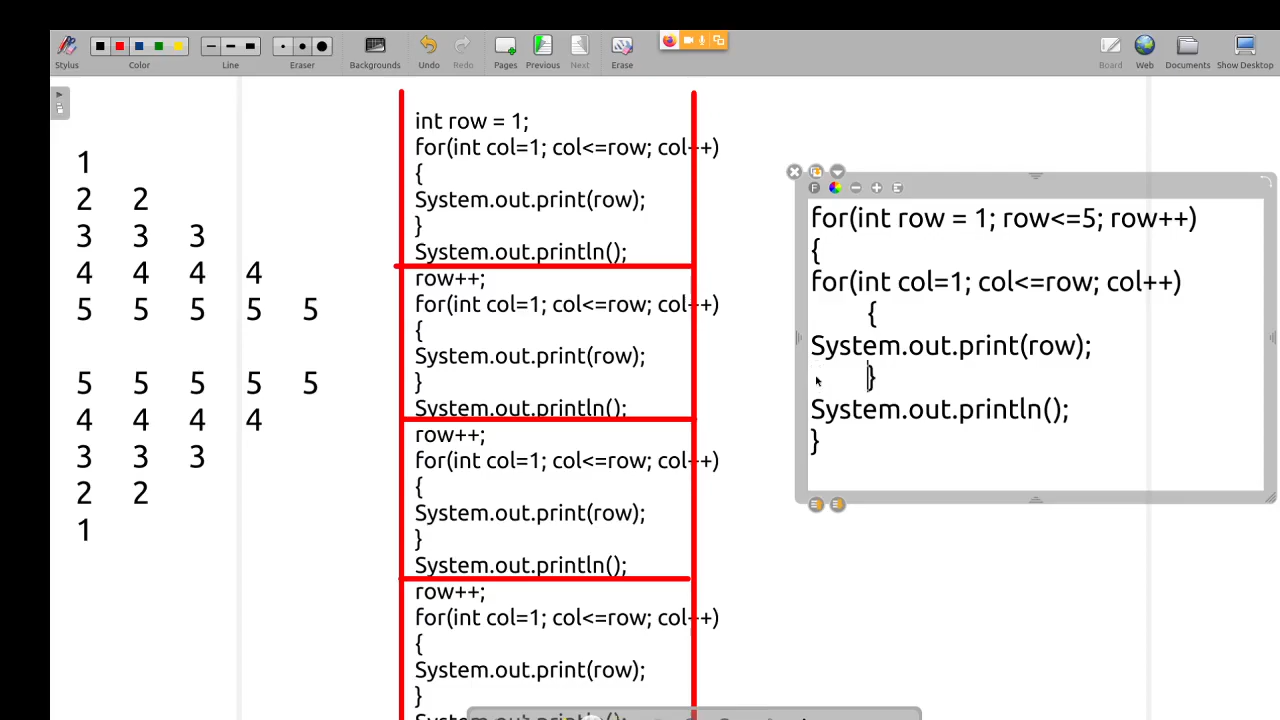 Stylus Color Line Eraser Backgrounds Undo Redo Pages Previous Next Erase Board Web Documents Show Desktop
1
2 2
3 3 3
4 4 4 4
5 5 5 5 5
5 5 5 5 5
4 4 4 4
3 3 3
2 2
1
int row = 1;
for(int col=1; col<=row; col++)
{
System.out.print(row);
}
System.out.println();
row++;
for(int col=1; col<=row; col++)
{
System.out.print(row);
}
System.out.println();
row++;
for(int col=1; col<=row; col++)
{
System.out.print(row);
}
System.out.println();
row++;
for(int col=1; col<=row; col++)
{
System.out.print(row);
}
F
for(int row = 1; row<=5; row++)
{
for(int col=1; col<=row; col++)
{
System.out.print(row);
}
System.out.println();
}